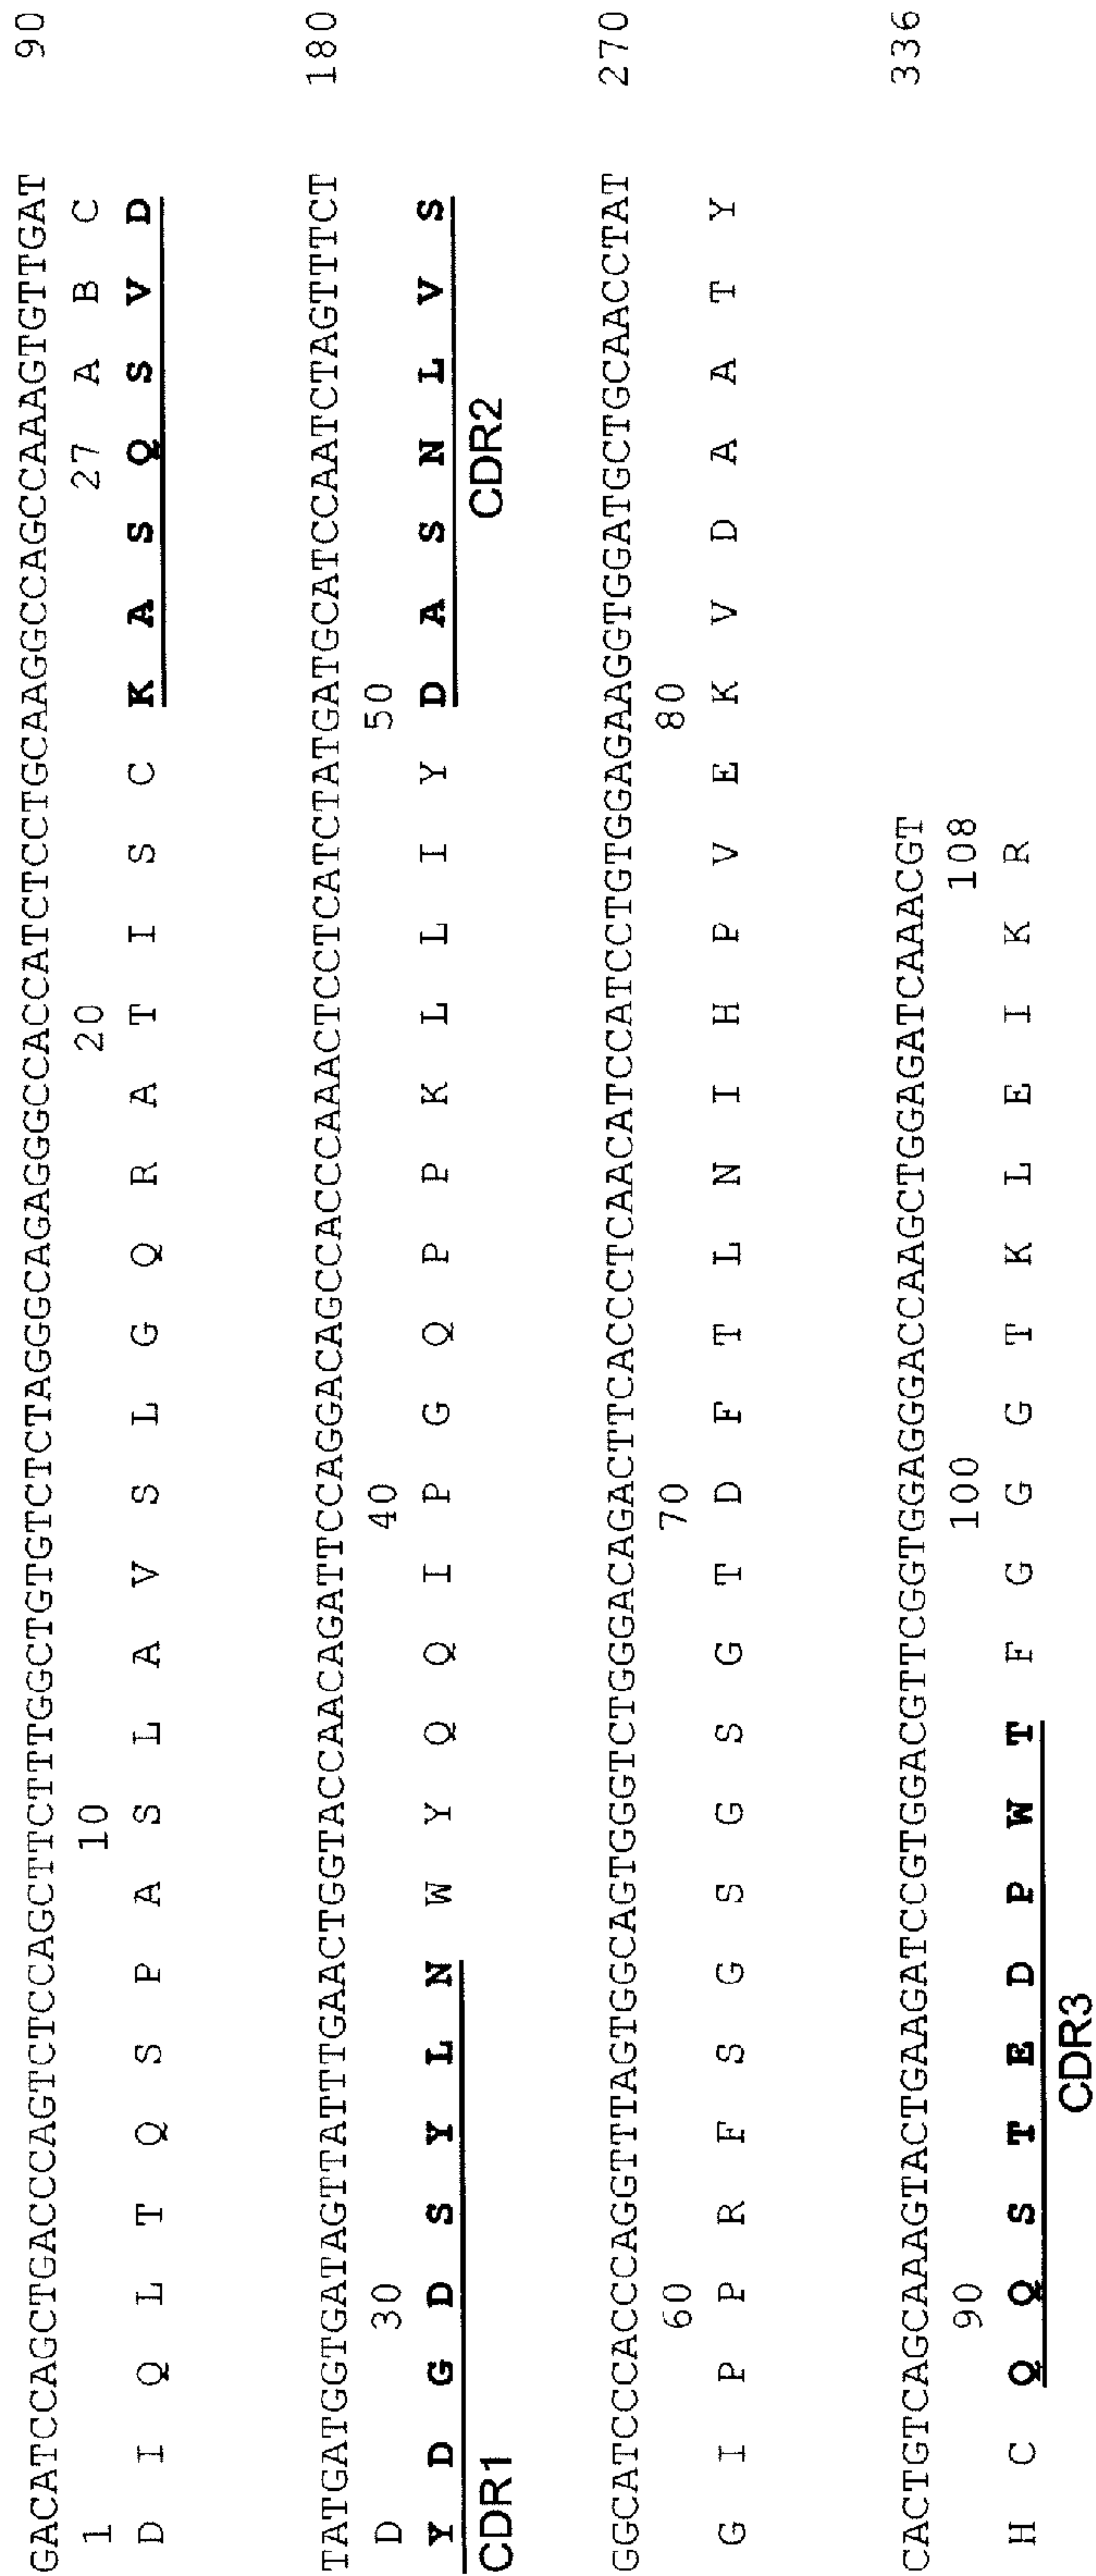 GACATCCAGCTGACCCAGTCTCCAGCTTCTTTGGCTGTGTCTCTAGGGCAGAGGGCCACCATCTCCTGCAAGGCCAGCCAAAGTGTTGAT 90
1 10 20 27 A B C
D I Q L T Q S P A S L A V S L G Q R A T I S C K A S Q S V D
TATGATGGTGATAGTTATTTGAACTGGTACCAACAGATTCCAGGACAGCCACCCAAACTCCTCATCTATGATGCATCCAATCTAGTTTCT 180
D 30 40 50
Y D G D S Y L N W Y Q Q I P G Q P P K L L I Y D A S N L V S
CDR1 CDR2
GGCATCCCACCCAGGTTTAGTGGCAGTGGGTCTGGGACAGACTTCACCCTCAACATCCATCCTGTGGAGAAGGTGGATGCTGCAACCTAT 270
60 70 80
G I P P R F S G S G S G T D F T L N I H P V E K V D A A T Y
CACTGTCAGCAAAGTACTGAAGATCCGTGGACGTTCGGTGGAGGGACCAAGCTGGAGATCAAACGT 336
90 100 108
H C Q Q S T E D P W T F G G G T K L E I K R
CDR3